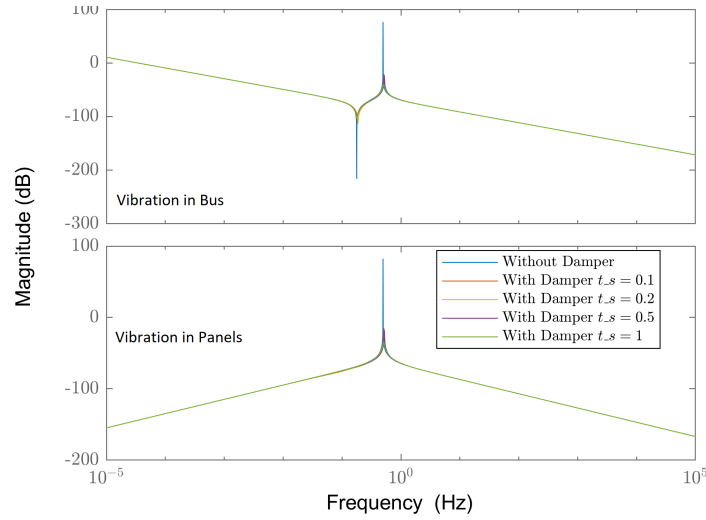 100
0
-100
-200
-300
Vibration in Bus
Magnitude (dB)
100
0
-100
-200
Vibration in Panels
Without Damper
With Damper t_s = 0.1
With Damper t_s = 0.2
With Damper t_s = 0.5
With Damper t_s = 1
10^-5
10^0
10^5
Frequency (Hz)